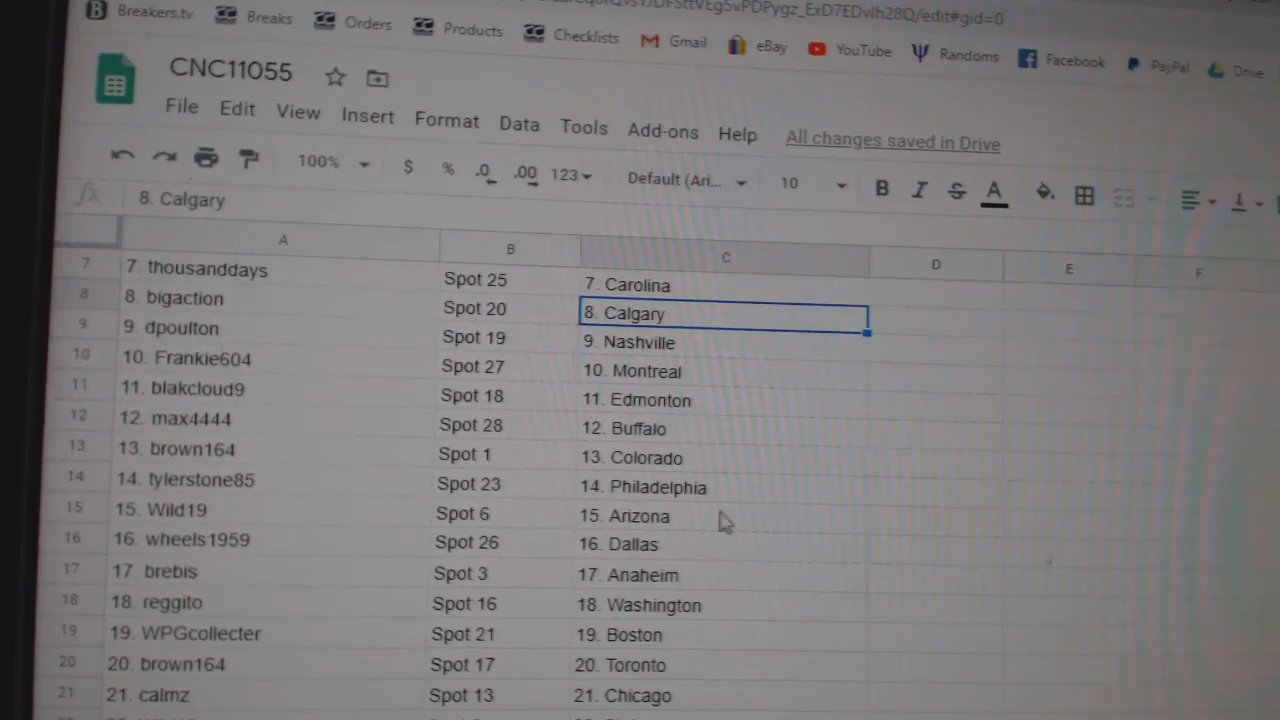 Breakers.tv Breaks Orders Products Checklists Gmail eBay YouTube Randoms Facebook PayPal Drive
CNC11055
File Edit View Insert Format Data Tools Add-ons Help All changes saved in Drive
100% $ % .0 .00 123 Default (Ari... 10 B I S A
fx 8. Calgary
A B C D E F
7 7. thousanddays Spot 25 7. Carolina
8 8. bigaction Spot 20 8. Calgary
9 9. dpoulton Spot 19 9. Nashville
10 10. Frankie604 Spot 27 10. Montreal
11 11. blakcloud9 Spot 18 11. Edmonton
12 12. max4444 Spot 28 12. Buffalo
13 13. brown164 Spot 1 13. Colorado
14 14. tylerstone85 Spot 23 14. Philadelphia
15 15. Wild19 Spot 6 15. Arizona
16 16. wheels1959 Spot 26 16. Dallas
17 17. brebis Spot 3 17. Anaheim
18 18. reggito Spot 16 18. Washington
19 19. WPGcollecter Spot 21 19. Boston
20 20. brown164 Spot 17 20. Toronto
21 21. calmz Spot 13 21. Chicago